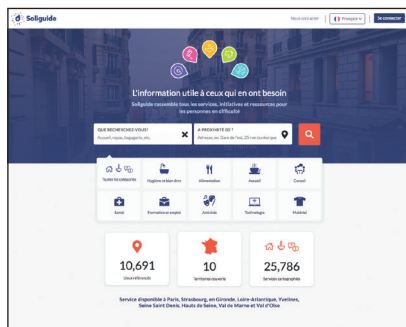 Soliguide
Nous contacter
Français
Se connecter
L'information utile à ceux qui en ont besoin
Soliguide rassemble tous les services, initiatives et ressources pour
les personnes en difficulté
QUE RECHERCHEZ-VOUS?
Accueil, repas, bagagerie, etc.
A PROXIMITÉ DE ?
Adresse, ex: Gare de l'est, 25 rue dunkerque
Toutes les catégories
Hygiène et bien-être
Alimentation
Accueil
Conseil
Santé
Formation et emploi
Activités
Technologie
Matériel
10,691
Lieux référencés
10
Territoires couverts
25,786
Services cartographiés
Service disponible à Paris, Strasbourg, en Gironde, Loire-Atlantique, Yvelines,
Seine Saint Denis, Hauts de Seine, Val de Marne et Val d'Oise